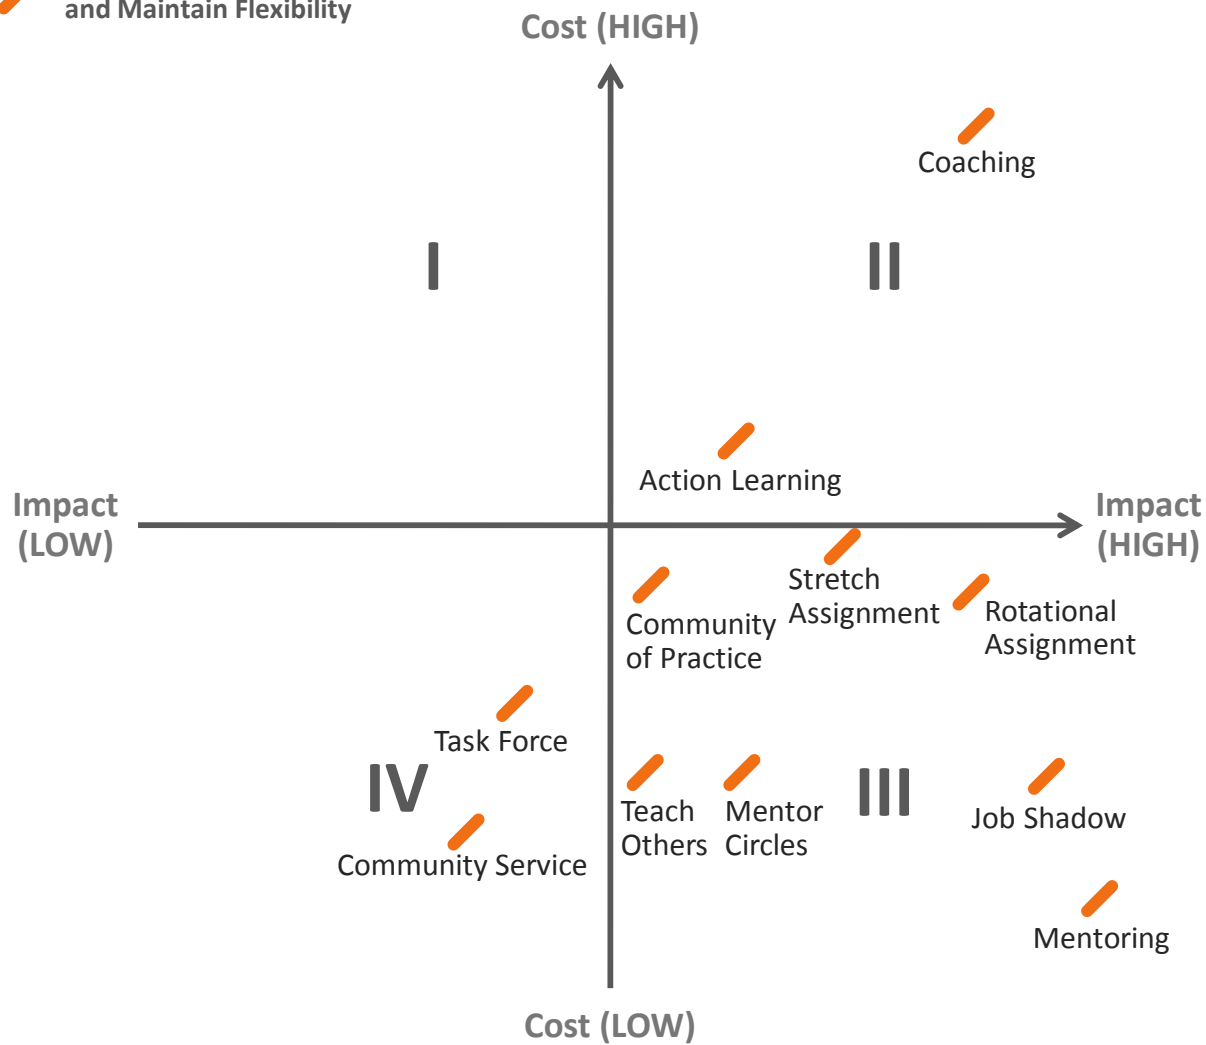 and Maintain Flexibility
Cost (HIGH)
Coaching
I
II
Action Learning
Impact
(LOW)
Impact
(HIGH)
Stretch
Assignment
Rotational
Assignment
Community
of Practice
Task Force
IV
Teach
Others
Mentor
Circles
III
Job Shadow
Community Service
Mentoring
Cost (LOW)